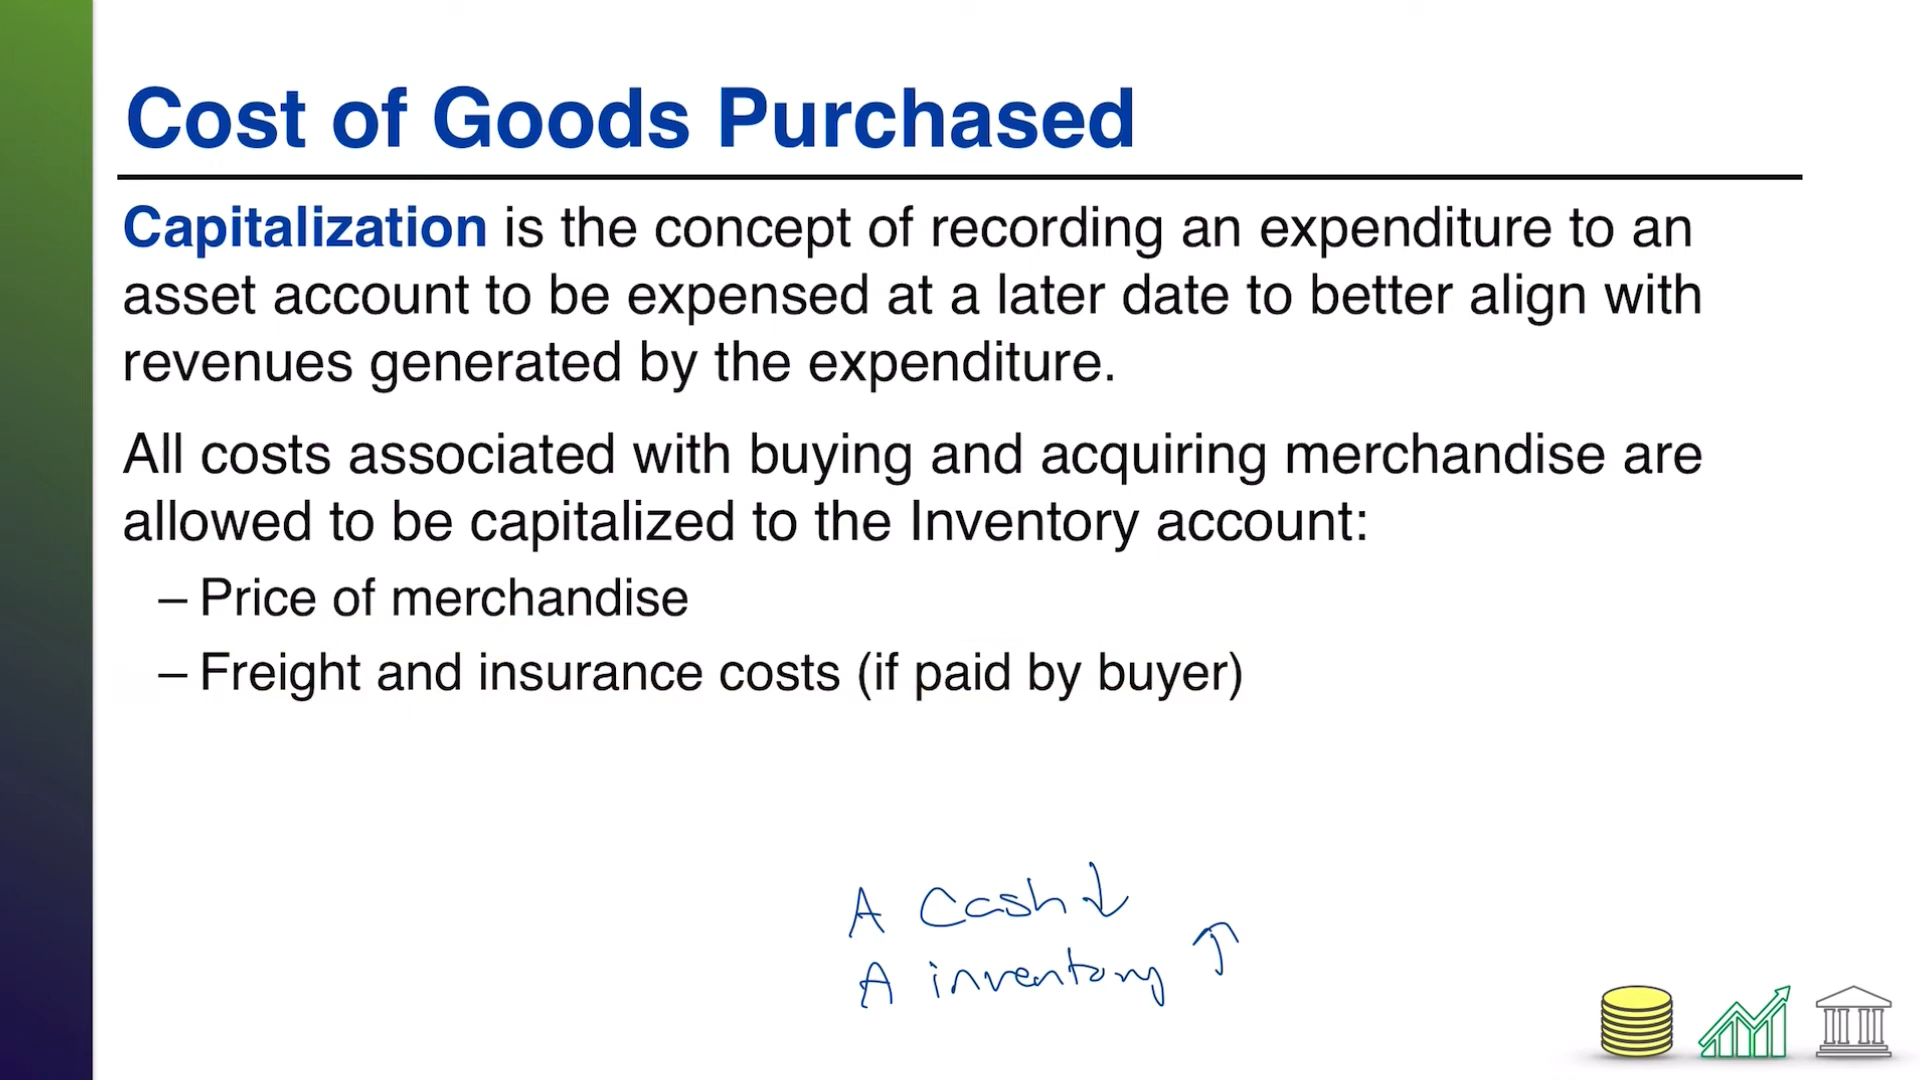 Cost of Goods Purchased
Capitalization is the concept of recording an expenditure to an
asset account to be expensed at a later date to better align with
revenues generated by the expenditure.
All costs associated with buying and acquiring merchandise are
allowed to be capitalized to the Inventory account:
– Price of merchandise
– Freight and insurance costs (if paid by buyer)
A Cash ↓
A inventory ↑